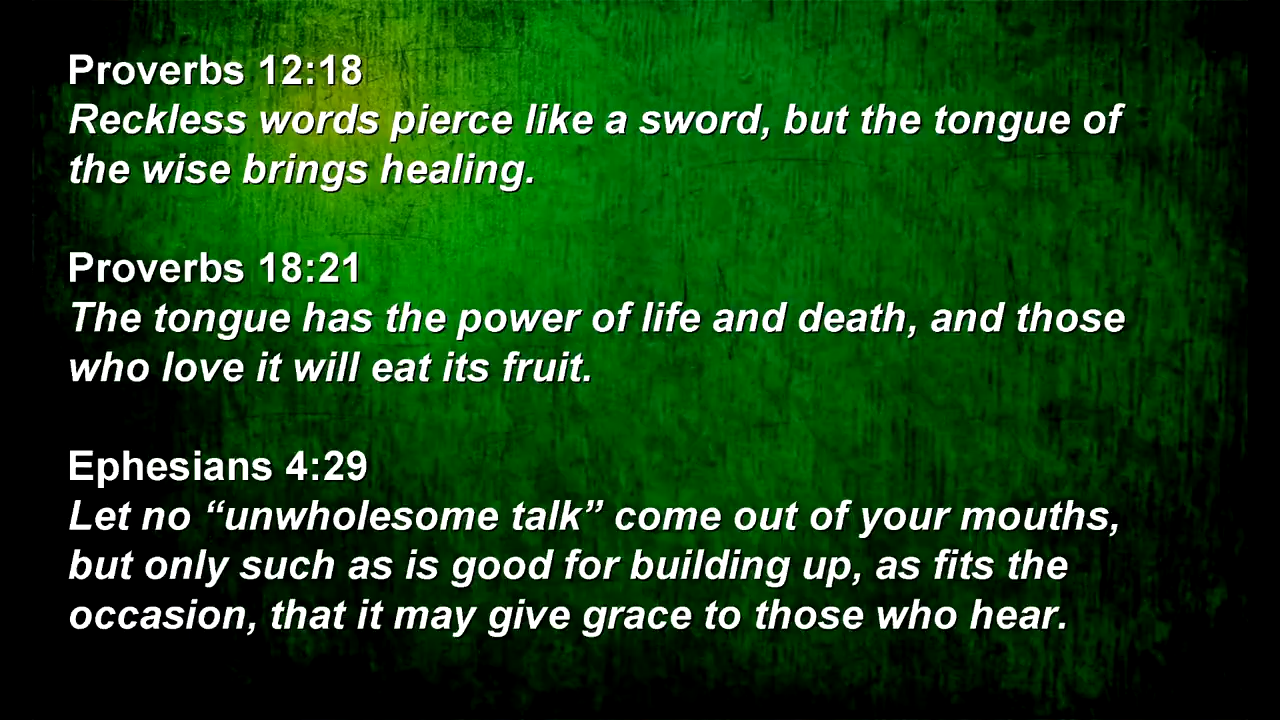 Proverbs 12:18
Reckless words pierce like a sword, but the tongue of
the wise brings healing.
Proverbs 18:21
The tongue has the power of life and death, and those
who love it will eat its fruit.
Ephesians 4:29
Let no “unwholesome talk” come out of your mouths,
but only such as is good for building up, as fits the
occasion, that it may give grace to those who hear.